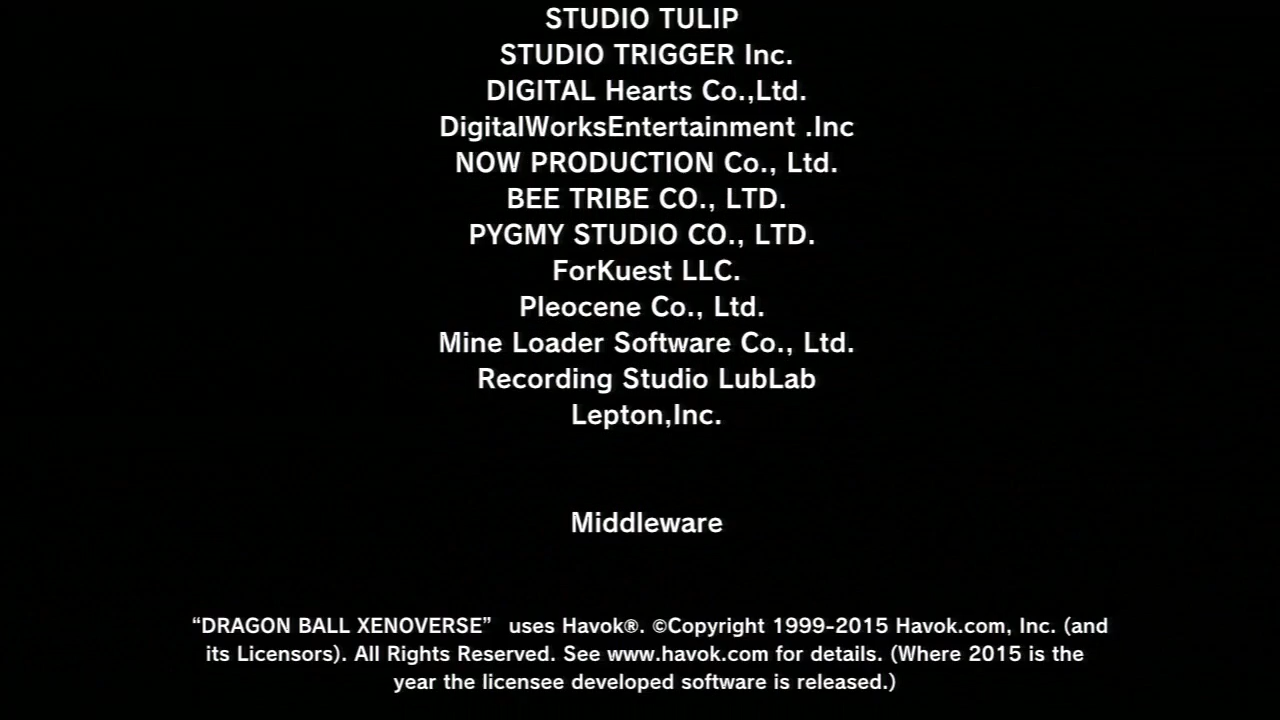 STUDIO TULIP
STUDIO TRIGGER Inc.
DIGITAL Hearts Co.,Ltd.
DigitalWorksEntertainment .Inc
NOW PRODUCTION Co., Ltd.
BEE TRIBE CO., LTD.
PYGMY STUDIO CO., LTD.
ForKuest LLC.
Pleocene Co., Ltd.
Mine Loader Software Co., Ltd.
Recording Studio LubLab
Lepton,Inc.
Middleware
“DRAGON BALL XENOVERSE” uses Havok®. ©Copyright 1999-2015 Havok.com, Inc. (and
its Licensors). All Rights Reserved. See www.havok.com for details. (Where 2015 is the
year the licensee developed software is released.)